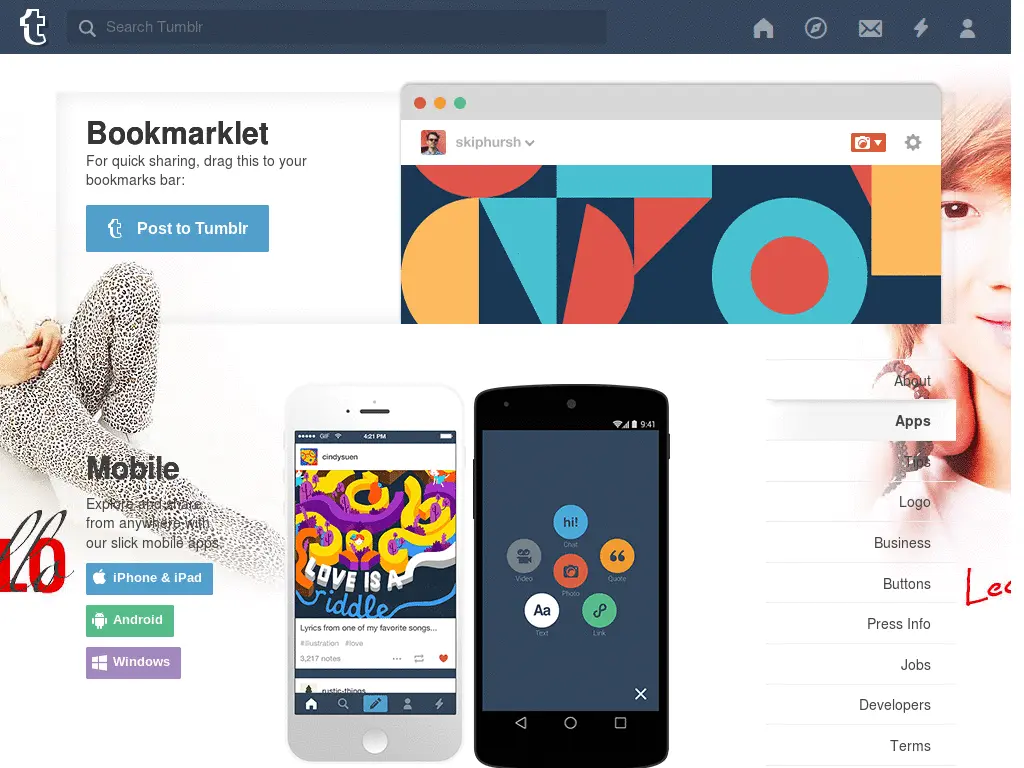 t
Search Tumblr
Bookmarklet
For quick sharing, drag this to your
bookmarks bar:
Post to Tumblr
skiphursh
Mobile
Explore and share
from anywhere with
our slick mobile apps.
iPhone & iPad
Android
Windows
GIF
4:21 PM
cindysuen
LOVE IS A
riddle
Lyrics from one of my favorite songs...
#illustration #love
3,217 notes
rustic-things
9:41
hi!
Chat
Video
Quote
Photo
Aa
Text
Link
About
Apps
Tips
Logo
Business
Buttons
Press Info
Jobs
Developers
Terms